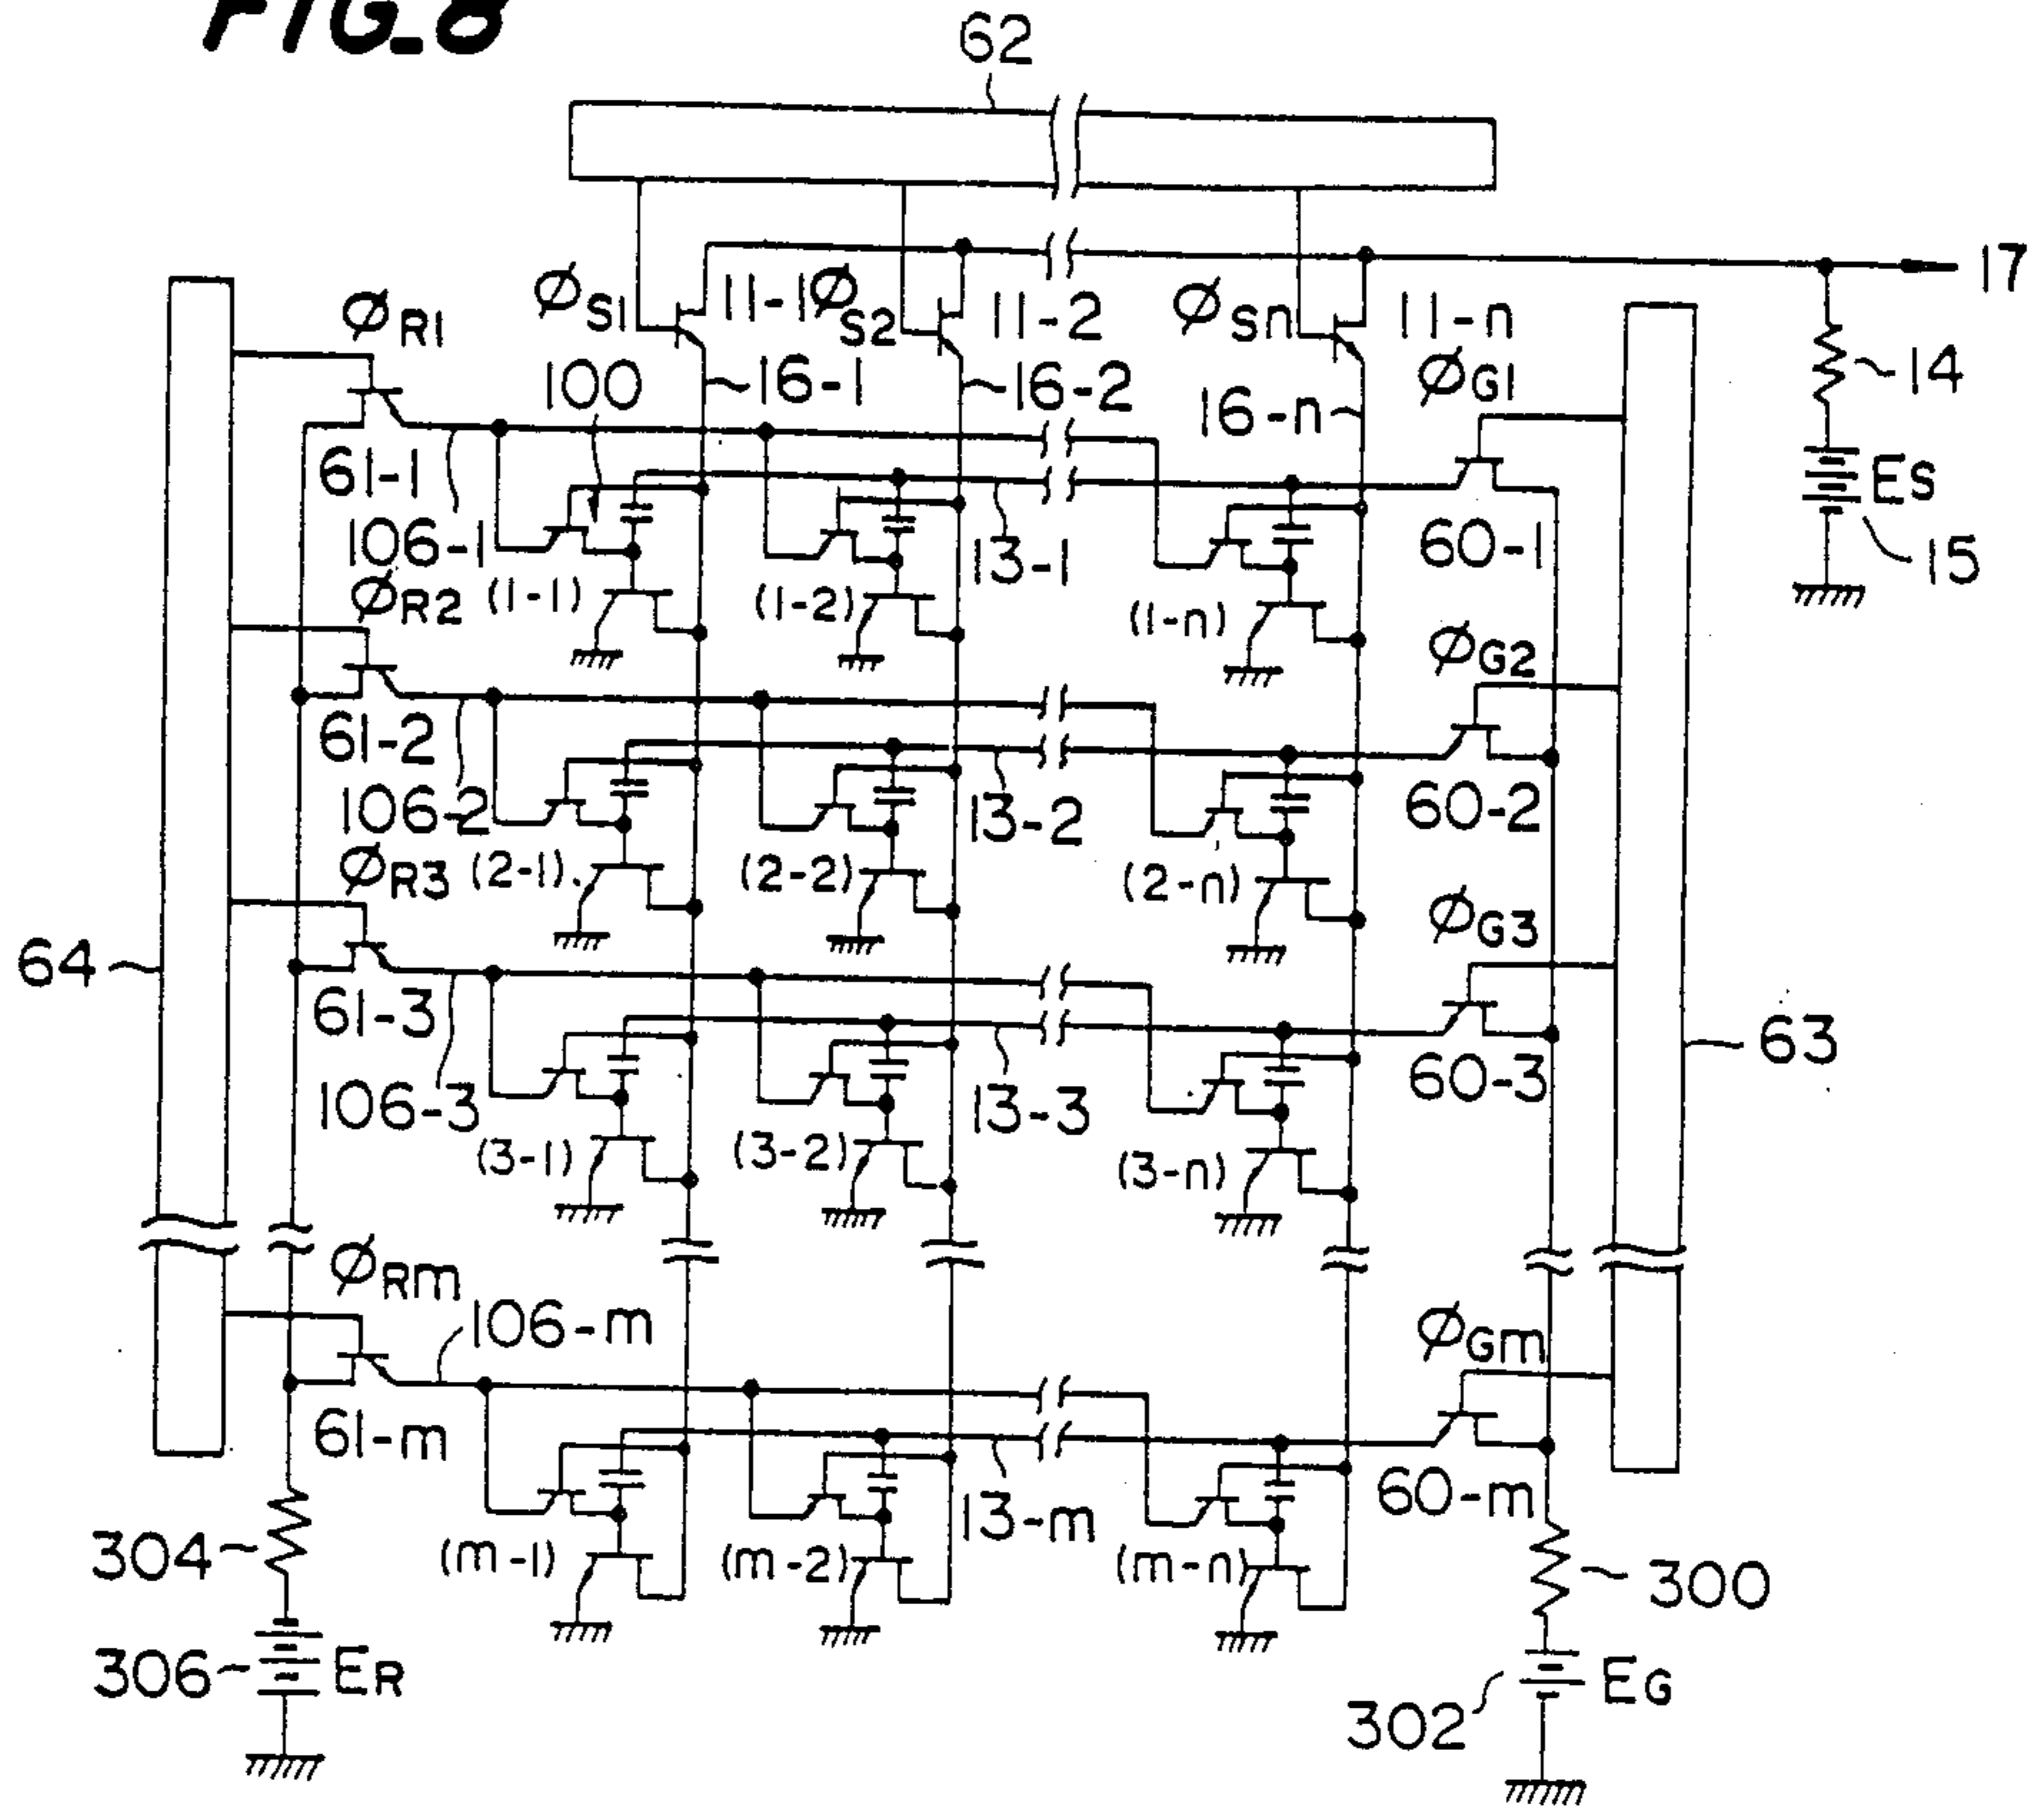 FIG_8
62
17
ØR1
ØS1
11-1
ØS2
11-2
ØSn
11-n
100
16-1
16-2
16-n
ØG1
14
61-1
ES
106-1
13-1
60-1
15
ØR2
(1-1)
(1-2)
(1-n)
ØG2
61-2
106-2
13-2
60-2
ØR3
(2-1)
(2-2)
(2-n)
ØG3
64
61-3
63
106-3
13-3
60-3
(3-1)
(3-2)
(3-n)
ØRm
106-m
ØGm
61-m
13-m
60-m
304
(m-1)
(m-2)
(m-n)
300
306
ER
302
EG